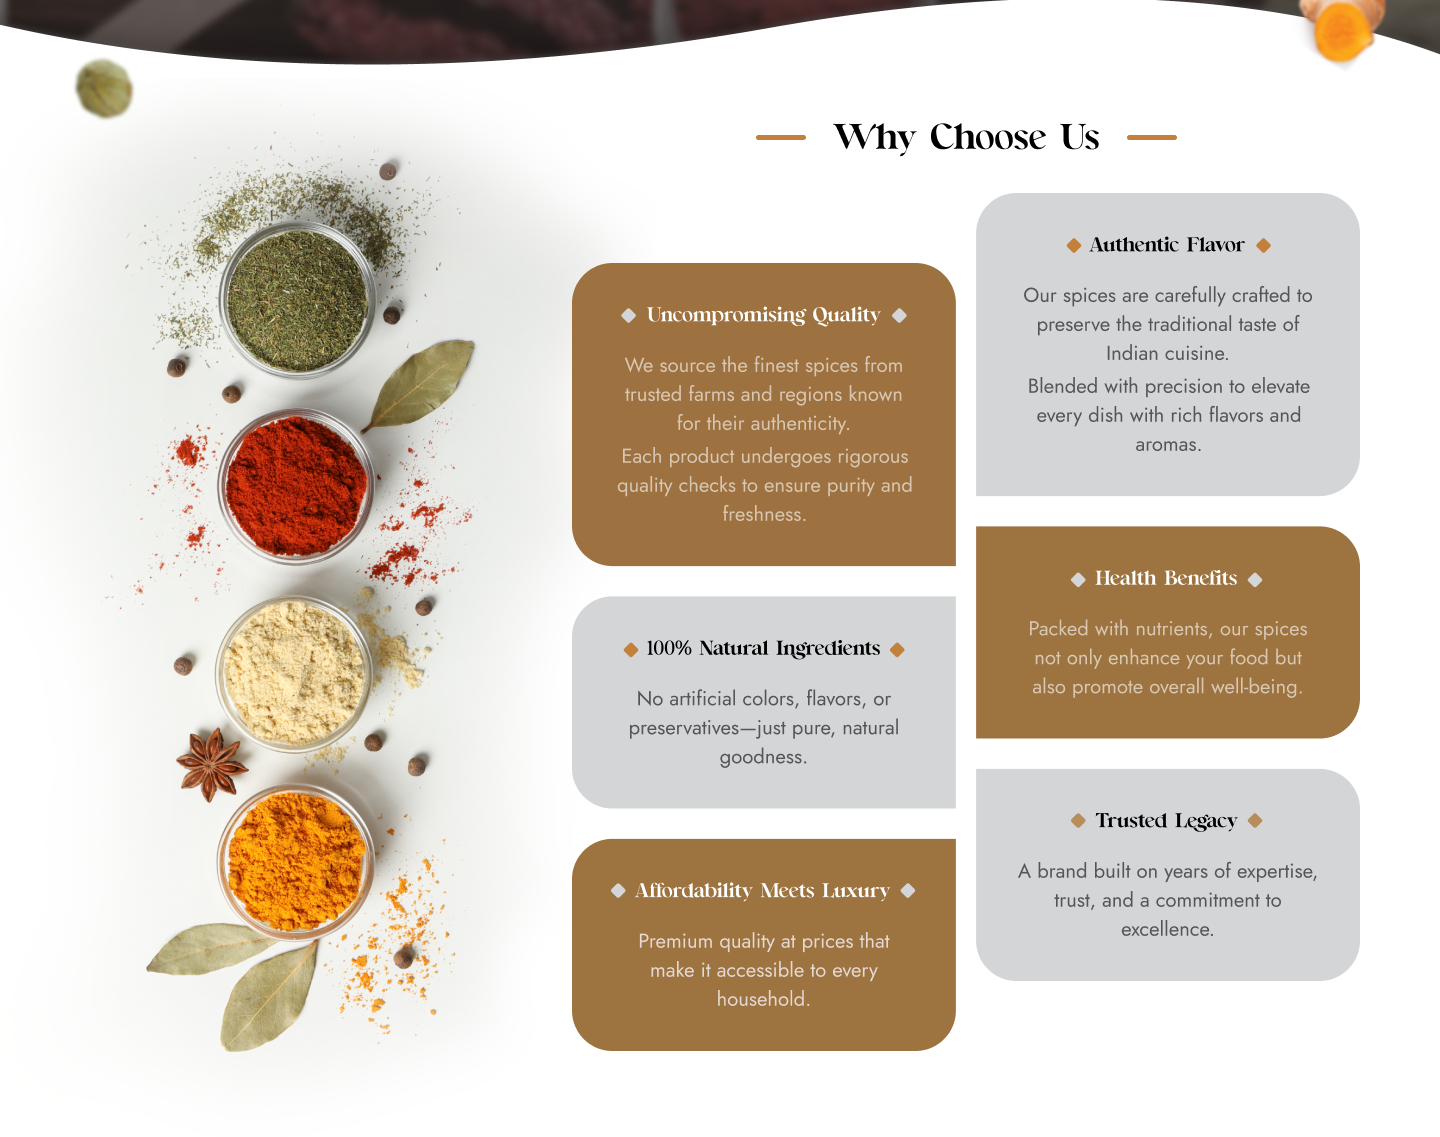 Why Choose Us
Uncompromising Quality
We source the finest spices from
trusted farms and regions known
for their authenticity.
Each product undergoes rigorous
quality checks to ensure purity and
freshness.
100% Natural Ingredients
No artificial colors, flavors, or
preservatives—just pure, natural
goodness.
Affordability Meets Luxury
Premium quality at prices that
make it accessible to every
household.
Authentic Flavor
Our spices are carefully crafted to
preserve the traditional taste of
Indian cuisine.
Blended with precision to elevate
every dish with rich flavors and
aromas.
Health Benefits
Packed with nutrients, our spices
not only enhance your food but
also promote overall well-being.
Trusted Legacy
A brand built on years of expertise,
trust, and a commitment to
excellence.